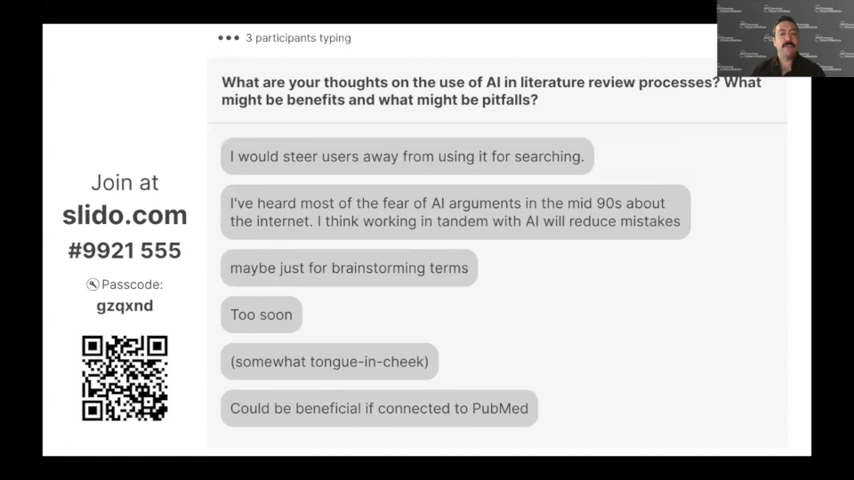 3 participants typing
What are your thoughts on the use of AI in literature review processes? What
might be benefits and what might be pitfalls?
Join at
slido.com
#9921 555
Passcode:
gzqxnd
I would steer users away from using it for searching.
I've heard most of the fear of AI arguments in the mid 90s about
the internet. I think working in tandem with AI will reduce mistakes
maybe just for brainstorming terms
Too soon
(somewhat tongue-in-cheek)
Could be beneficial if connected to PubMed